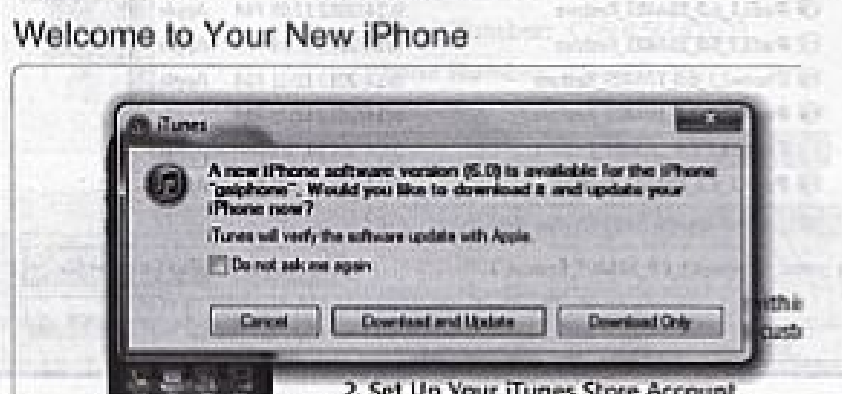 Welcome to Your New iPhone
iTunes
A new iPhone software version (6.0) is available for the iPhone
"gsiphone". Would you like to download it and update your
iPhone now?
iTunes will verify the software update with Apple.
Do not ask me again
Cancel
Download and Update
Download Only
2. Set Up Your iTunes Store Account